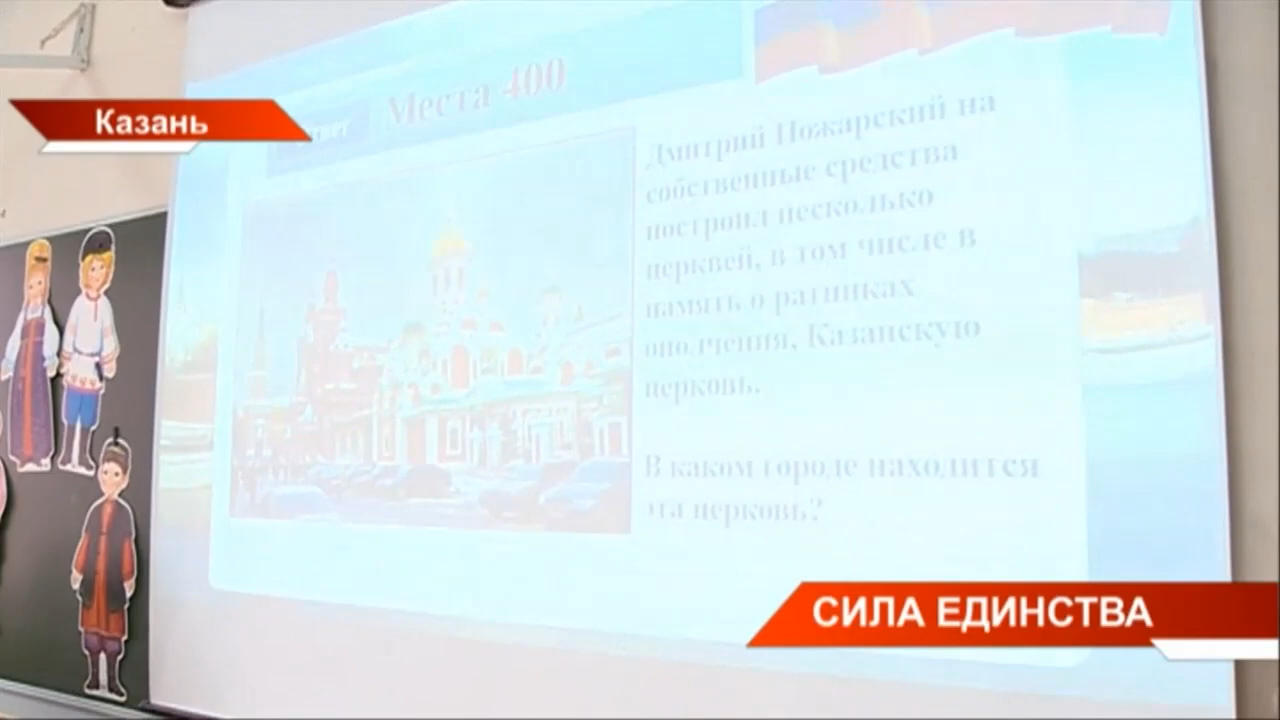 Казань
Места 400
Дмитрий Пожарский на
собственные средства
построил несколько
церквей, в том числе в
память о ратниках
ополчения, Казанскую
церковь.
В каком городе находится
эта церковь?
СИЛА ЕДИНСТВА